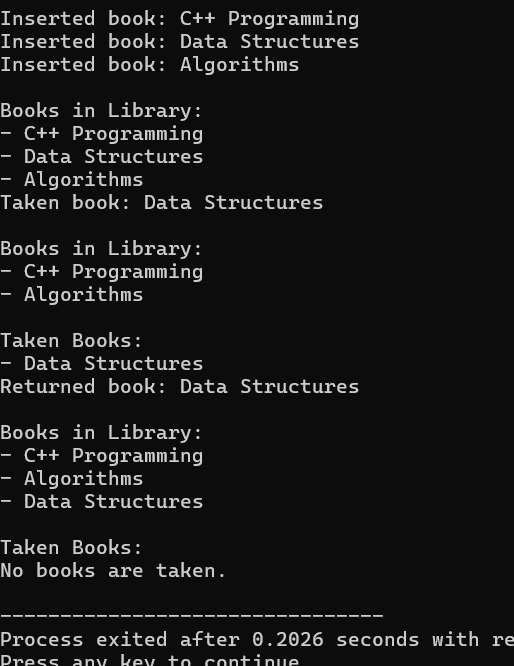 Inserted book: C++ Programming
Inserted book: Data Structures
Inserted book: Algorithms
Books in Library:
- C++ Programming
- Data Structures
- Algorithms
Taken book: Data Structures
Books in Library:
- C++ Programming
- Algorithms
Taken Books:
- Data Structures
Returned book: Data Structures
Books in Library:
- C++ Programming
- Algorithms
- Data Structures
Taken Books:
No books are taken.
--------------------------------
Process exited after 0.2026 seconds with re
Press any key to continue